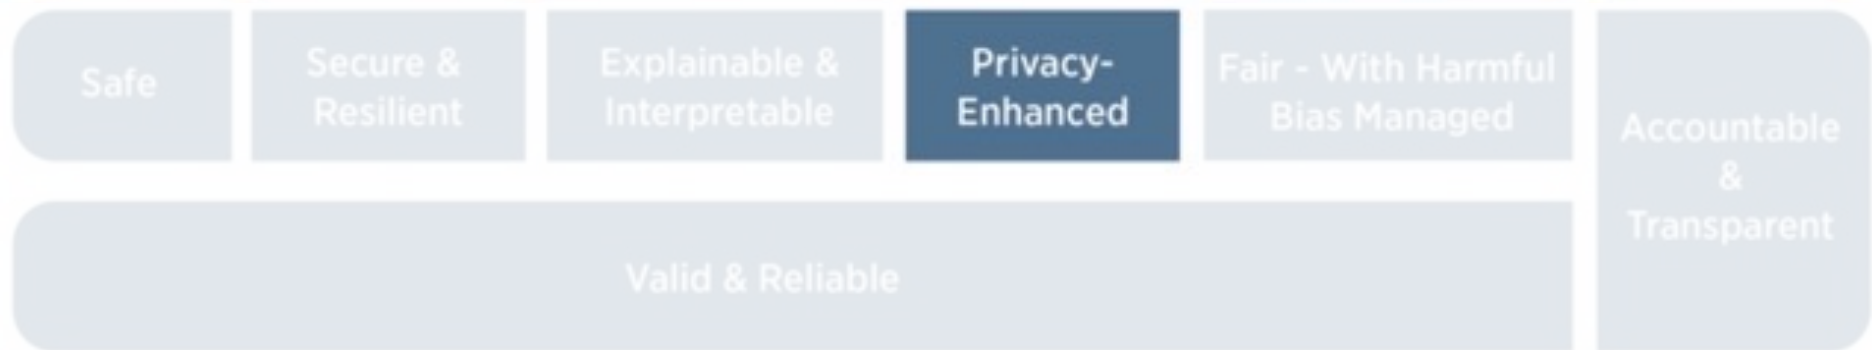 Safe
Secure &
Resilient
Explainable &
Interpretable
Privacy-
Enhanced
Fair - With Harmful
Bias Managed
Accountable
&
Transparent
Valid & Reliable